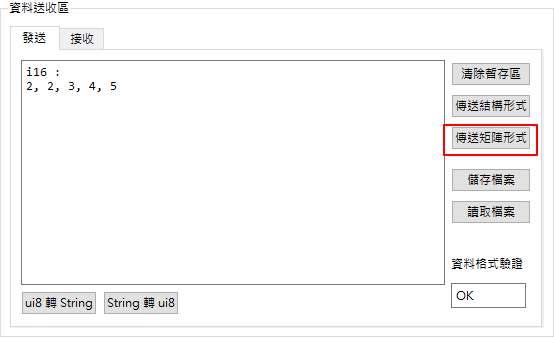 資料送收區
發送
接收
i16 :
2, 2, 3, 4, 5
清除暫存區
傳送結構形式
傳送矩陣形式
儲存檔案
讀取檔案
資料格式驗證
OK
ui8 轉 String
String 轉 ui8